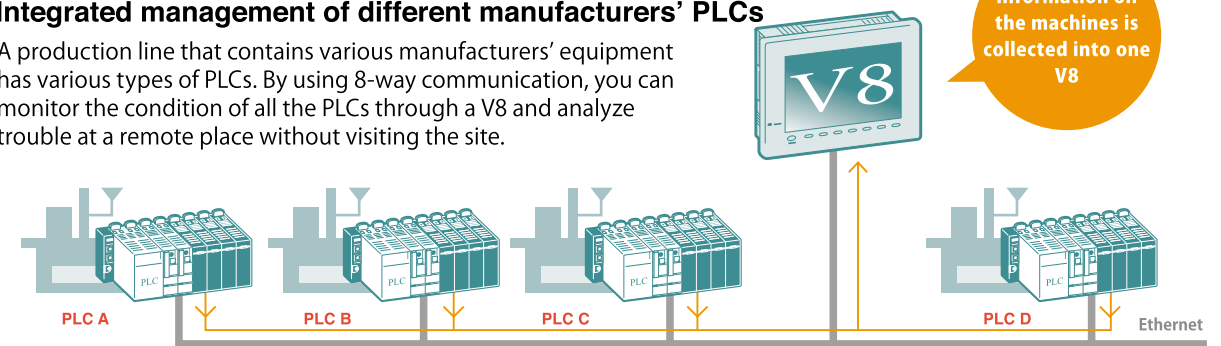 Integrated management of different manufacturers’ PLCs
A production line that contains various manufacturers’ equipment
has various types of PLCs. By using 8-way communication, you can
monitor the condition of all the PLCs through a V8 and analyze
trouble at a remote place without visiting the site.
information on
the machines is
collected into one
V8
V8
PLC
PLC
PLC
PLC
PLC A
PLC B
PLC C
PLC D
Ethernet